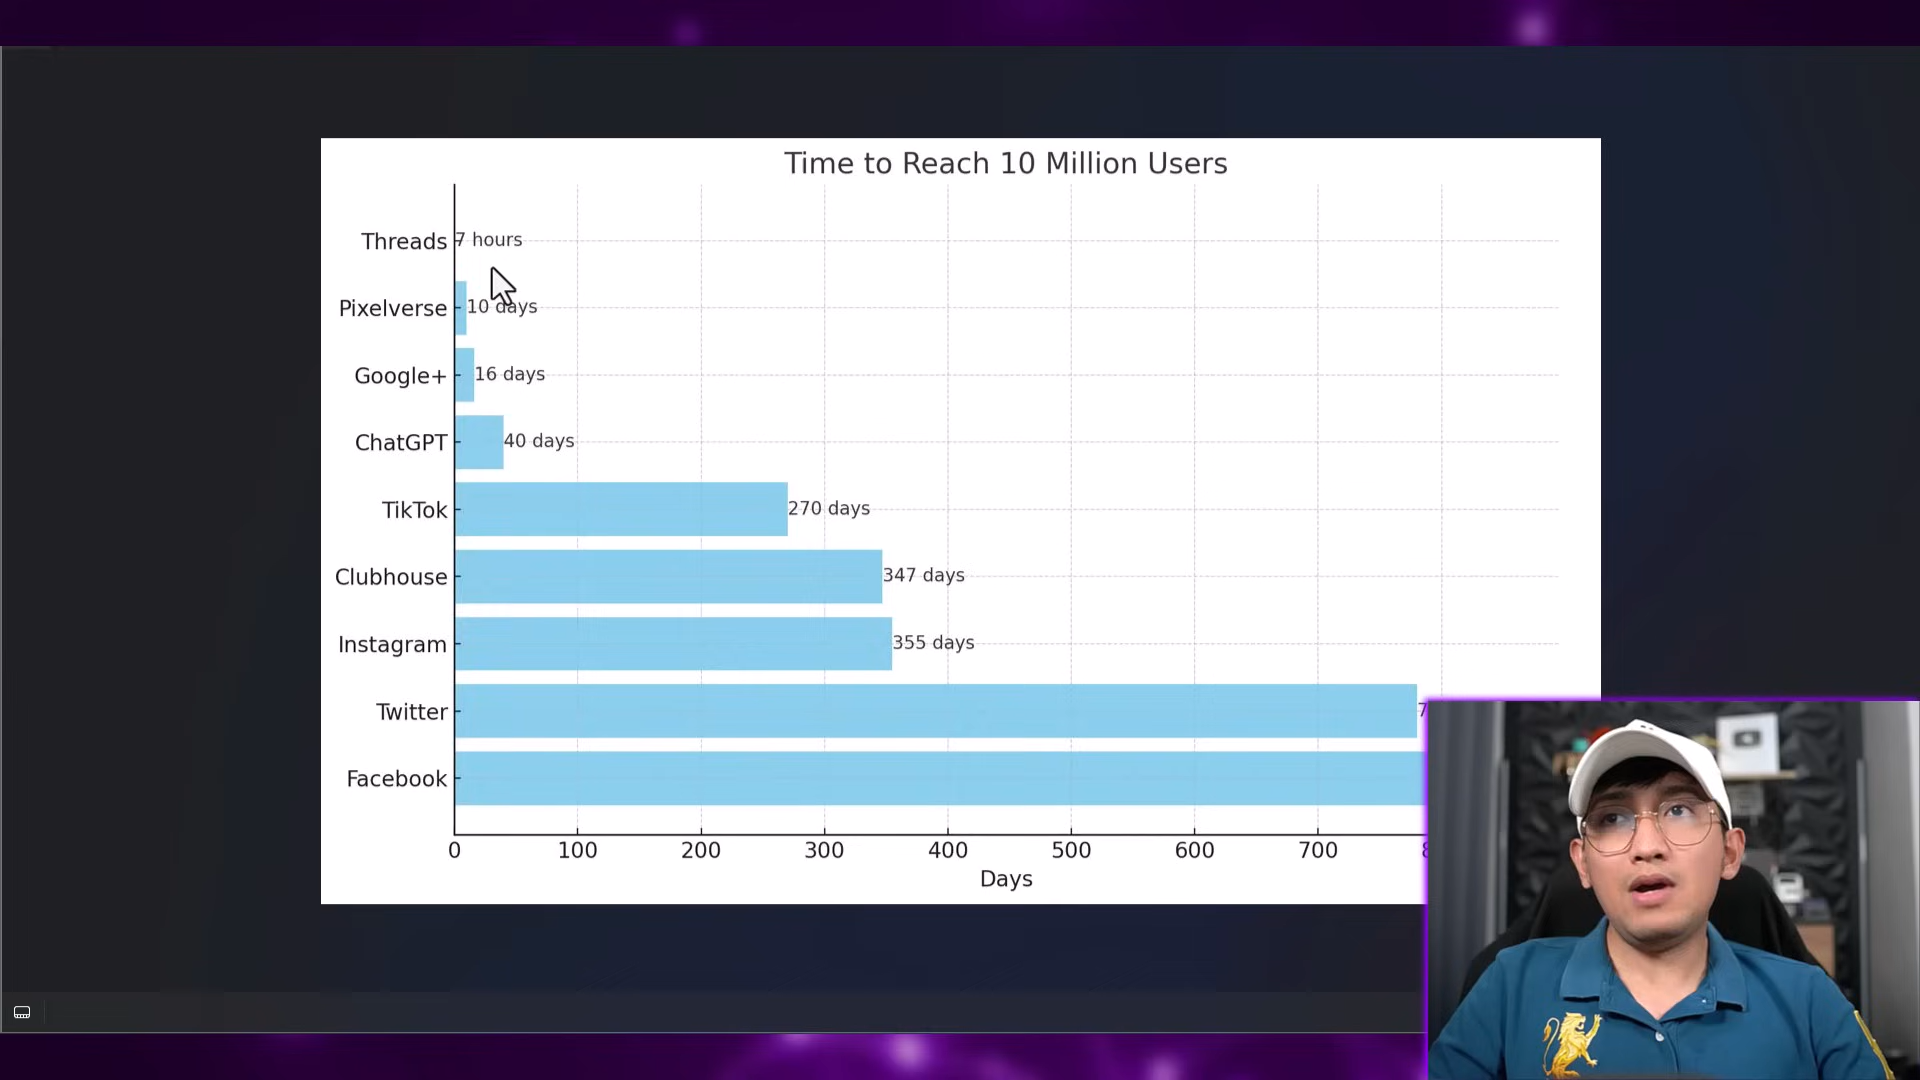 Time to Reach 10 Million Users
Threads 7 hours
Pixelverse 10 days
Google+ 16 days
ChatGPT 40 days
TikTok 270 days
Clubhouse 347 days
Instagram 355 days
Twitter
Facebook
0 100 200 300 400 500 600 700
Days